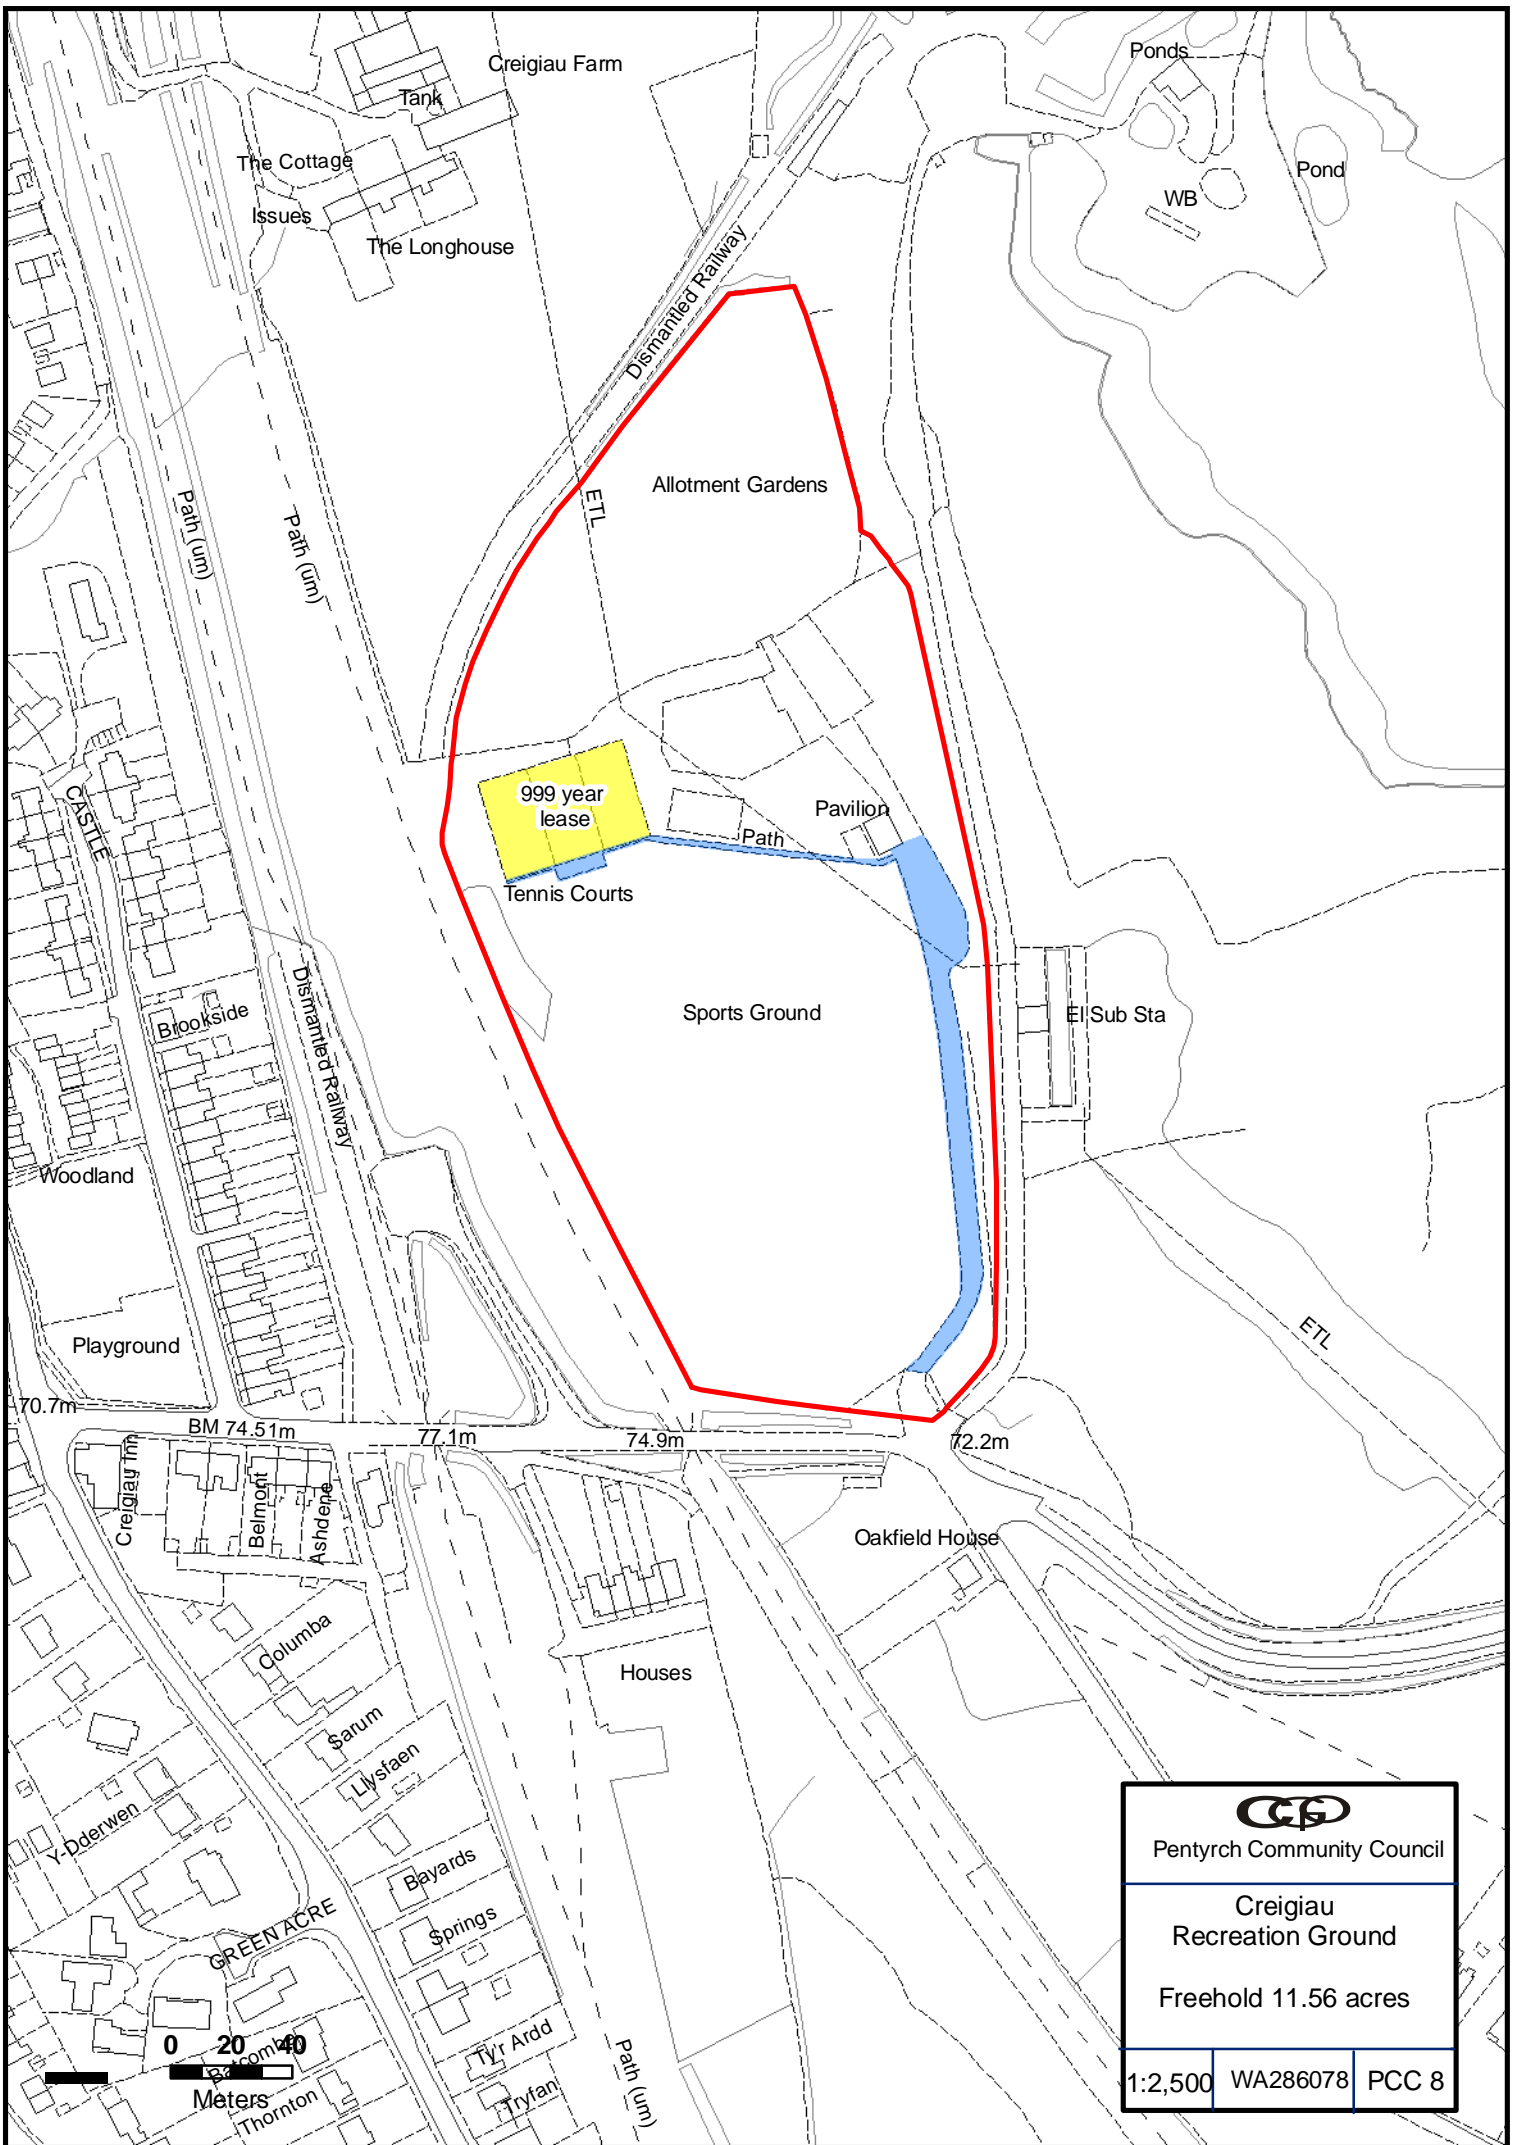 Creigiau Farm
Ponds
Tank
The Cottage
Pond
WB
Issues
The Longhouse
Dismantled Railway
Allotment Gardens
ETL
Path (um)
Path (um)
999 year
lease
CASTLE
Pavilion
Path
Tennis Courts
Sports Ground
El Sub Sta
Brookside
Dismantled Railway
Woodland
Playground
ETL
70.7m
BM 74.51m
77.1m
74.9m
72.2m
Creigiau Inn
Belmont
Ashdene
Oakfield House
Columba
Houses
Sarum
Llysfaen
Y-Dderwen
Bayards
Springs
GREEN ACRE
Ty'r Ardd
Tryfan
Path (um)
Batcombe
Thornton
0 20 40
Meters
CCGP
Pentyrch Community Council
Creigiau
Recreation Ground
Freehold 11.56 acres
1:2,500 WA286078 PCC 8